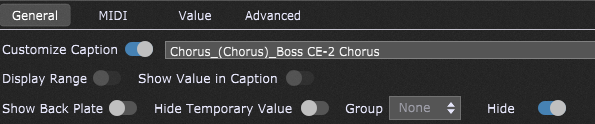 General MIDI Value Advanced
Customize Caption Chorus_(Chorus)_Boss CE-2 Chorus
Display Range Show Value in Caption
Show Back Plate Hide Temporary Value Group None Hide